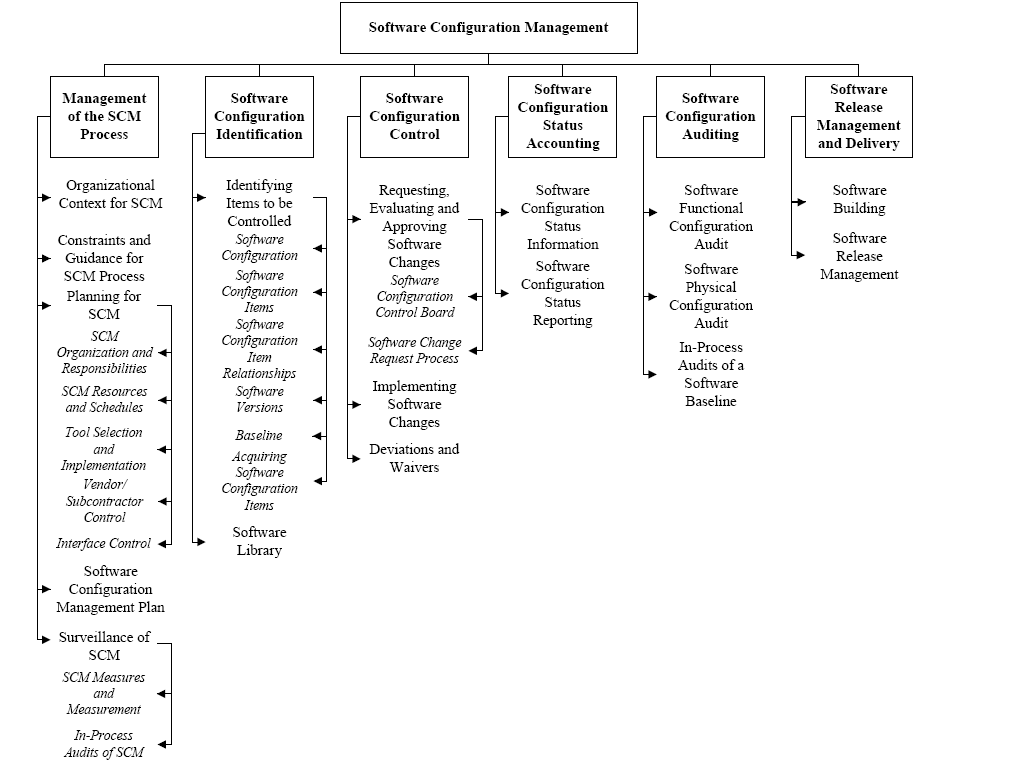 Software Configuration Management
Management
of the SCM
Process
Organizational
Context for SCM
Constraints and
Guidance for
SCM Process
Planning for
SCM
SCM
Organization and
Responsibilities
SCM Resources
and Schedules
Tool Selection
and
Implementation
Vendor/
Subcontractor
Control
Interface Control
Software
Configuration
Management Plan
Surveillance of
SCM
SCM Measures
and
Measurement
In-Process
Audits of SCM
Software
Configuration
Identification
Identifying
Items to be
Controlled
Software
Configuration
Software
Configuration
Items
Software
Configuration
Item
Relationships
Software
Versions
Baseline
Acquiring
Software
Configuration
Items
Software
Library
Software
Configuration
Control
Requesting,
Evaluating and
Approving
Software
Changes
Software
Configuration
Control Board
Software Change
Request Process
Implementing
Software
Changes
Deviations and
Waivers
Software
Configuration
Status
Accounting
Software
Configuration
Status
Information
Software
Configuration
Status
Reporting
Software
Configuration
Auditing
Software
Functional
Configuration
Audit
Software
Physical
Configuration
Audit
In-Process
Audits of a
Software
Baseline
Software
Release
Management
and Delivery
Software
Building
Software
Release
Management